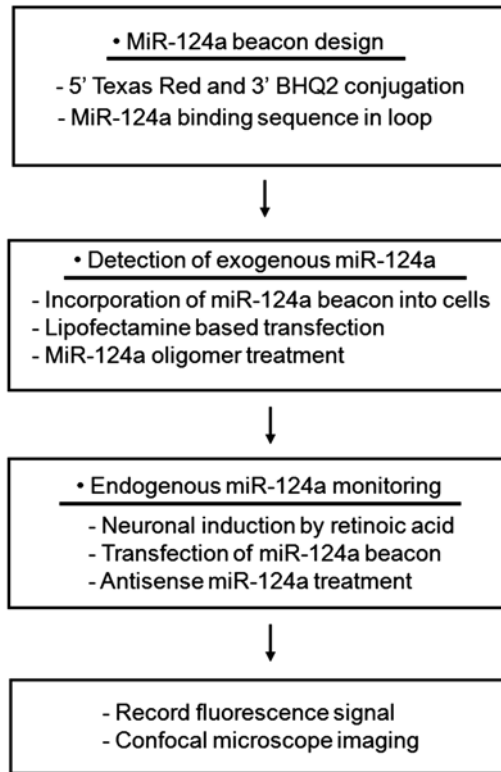 • MiR-124a beacon design
- 5’ Texas Red and 3’ BHQ2 conjugation
- MiR-124a binding sequence in loop
• Detection of exogenous miR-124a
- Incorporation of miR-124a beacon into cells
- Lipofectamine based transfection
- MiR-124a oligomer treatment
• Endogenous miR-124a monitoring
- Neuronal induction by retinoic acid
- Transfection of miR-124a beacon
- Antisense miR-124a treatment
- Record fluorescence signal
- Confocal microscope imaging